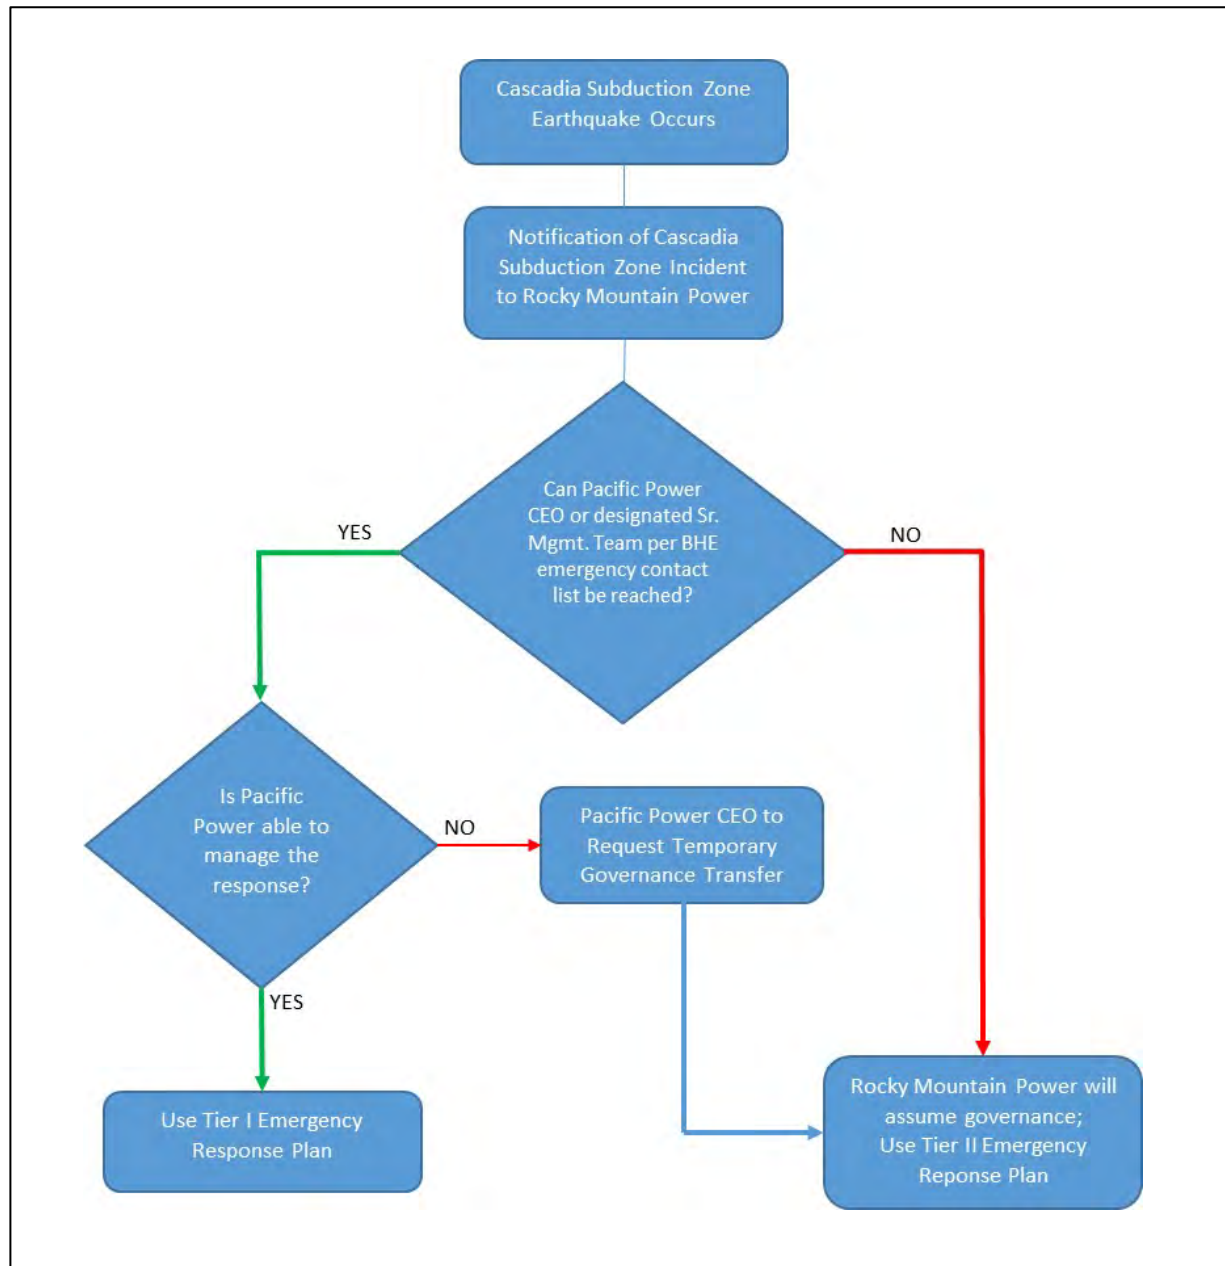 Cascadia Subduction Zone
Earthquake Occurs
Notification of Cascadia
Subduction Zone Incident
to Rocky Mountain Power
Can Pacific Power
CEO or designated Sr.
Mgmt. Team per BHE
emergency contact
list be reached?
YES
NO
Is Pacific
Power able to
manage the
response?
NO
Pacific Power CEO to
Request Temporary
Governance Transfer
YES
Use Tier I Emergency
Response Plan
Rocky Mountain Power will
assume governance;
Use Tier II Emergency
Reponse Plan